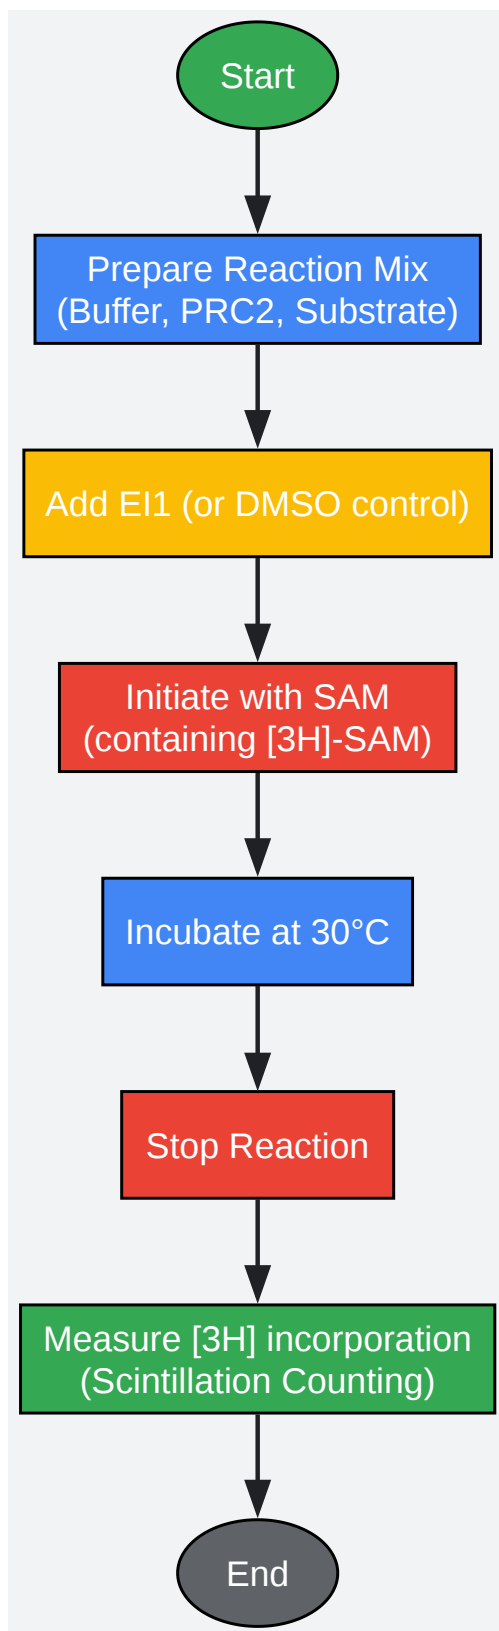 Start
Prepare Reaction Mix
(Buffer, PRC2, Substrate)
Add EI1 (or DMSO control)
Initiate with SAM
(containing [3H]-SAM)
Incubate at 30°C
Stop Reaction
Measure [3H] incorporation
(Scintillation Counting)
End